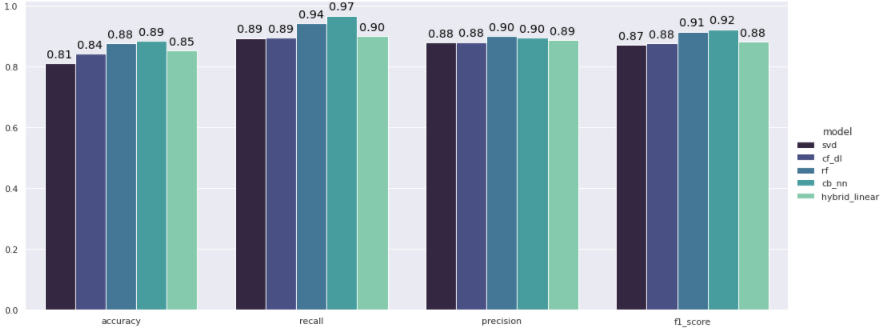 1.0
0.8
0.6
0.4
0.2
0.0
0.81 0.84 0.88 0.89 0.85
0.89 0.89 0.94 0.97 0.90
0.88 0.88 0.90 0.90 0.89
0.87 0.88 0.91 0.92 0.88
accuracy recall precision f1_score
model
svd
cf_dl
rf
cb_nn
hybrid_linear